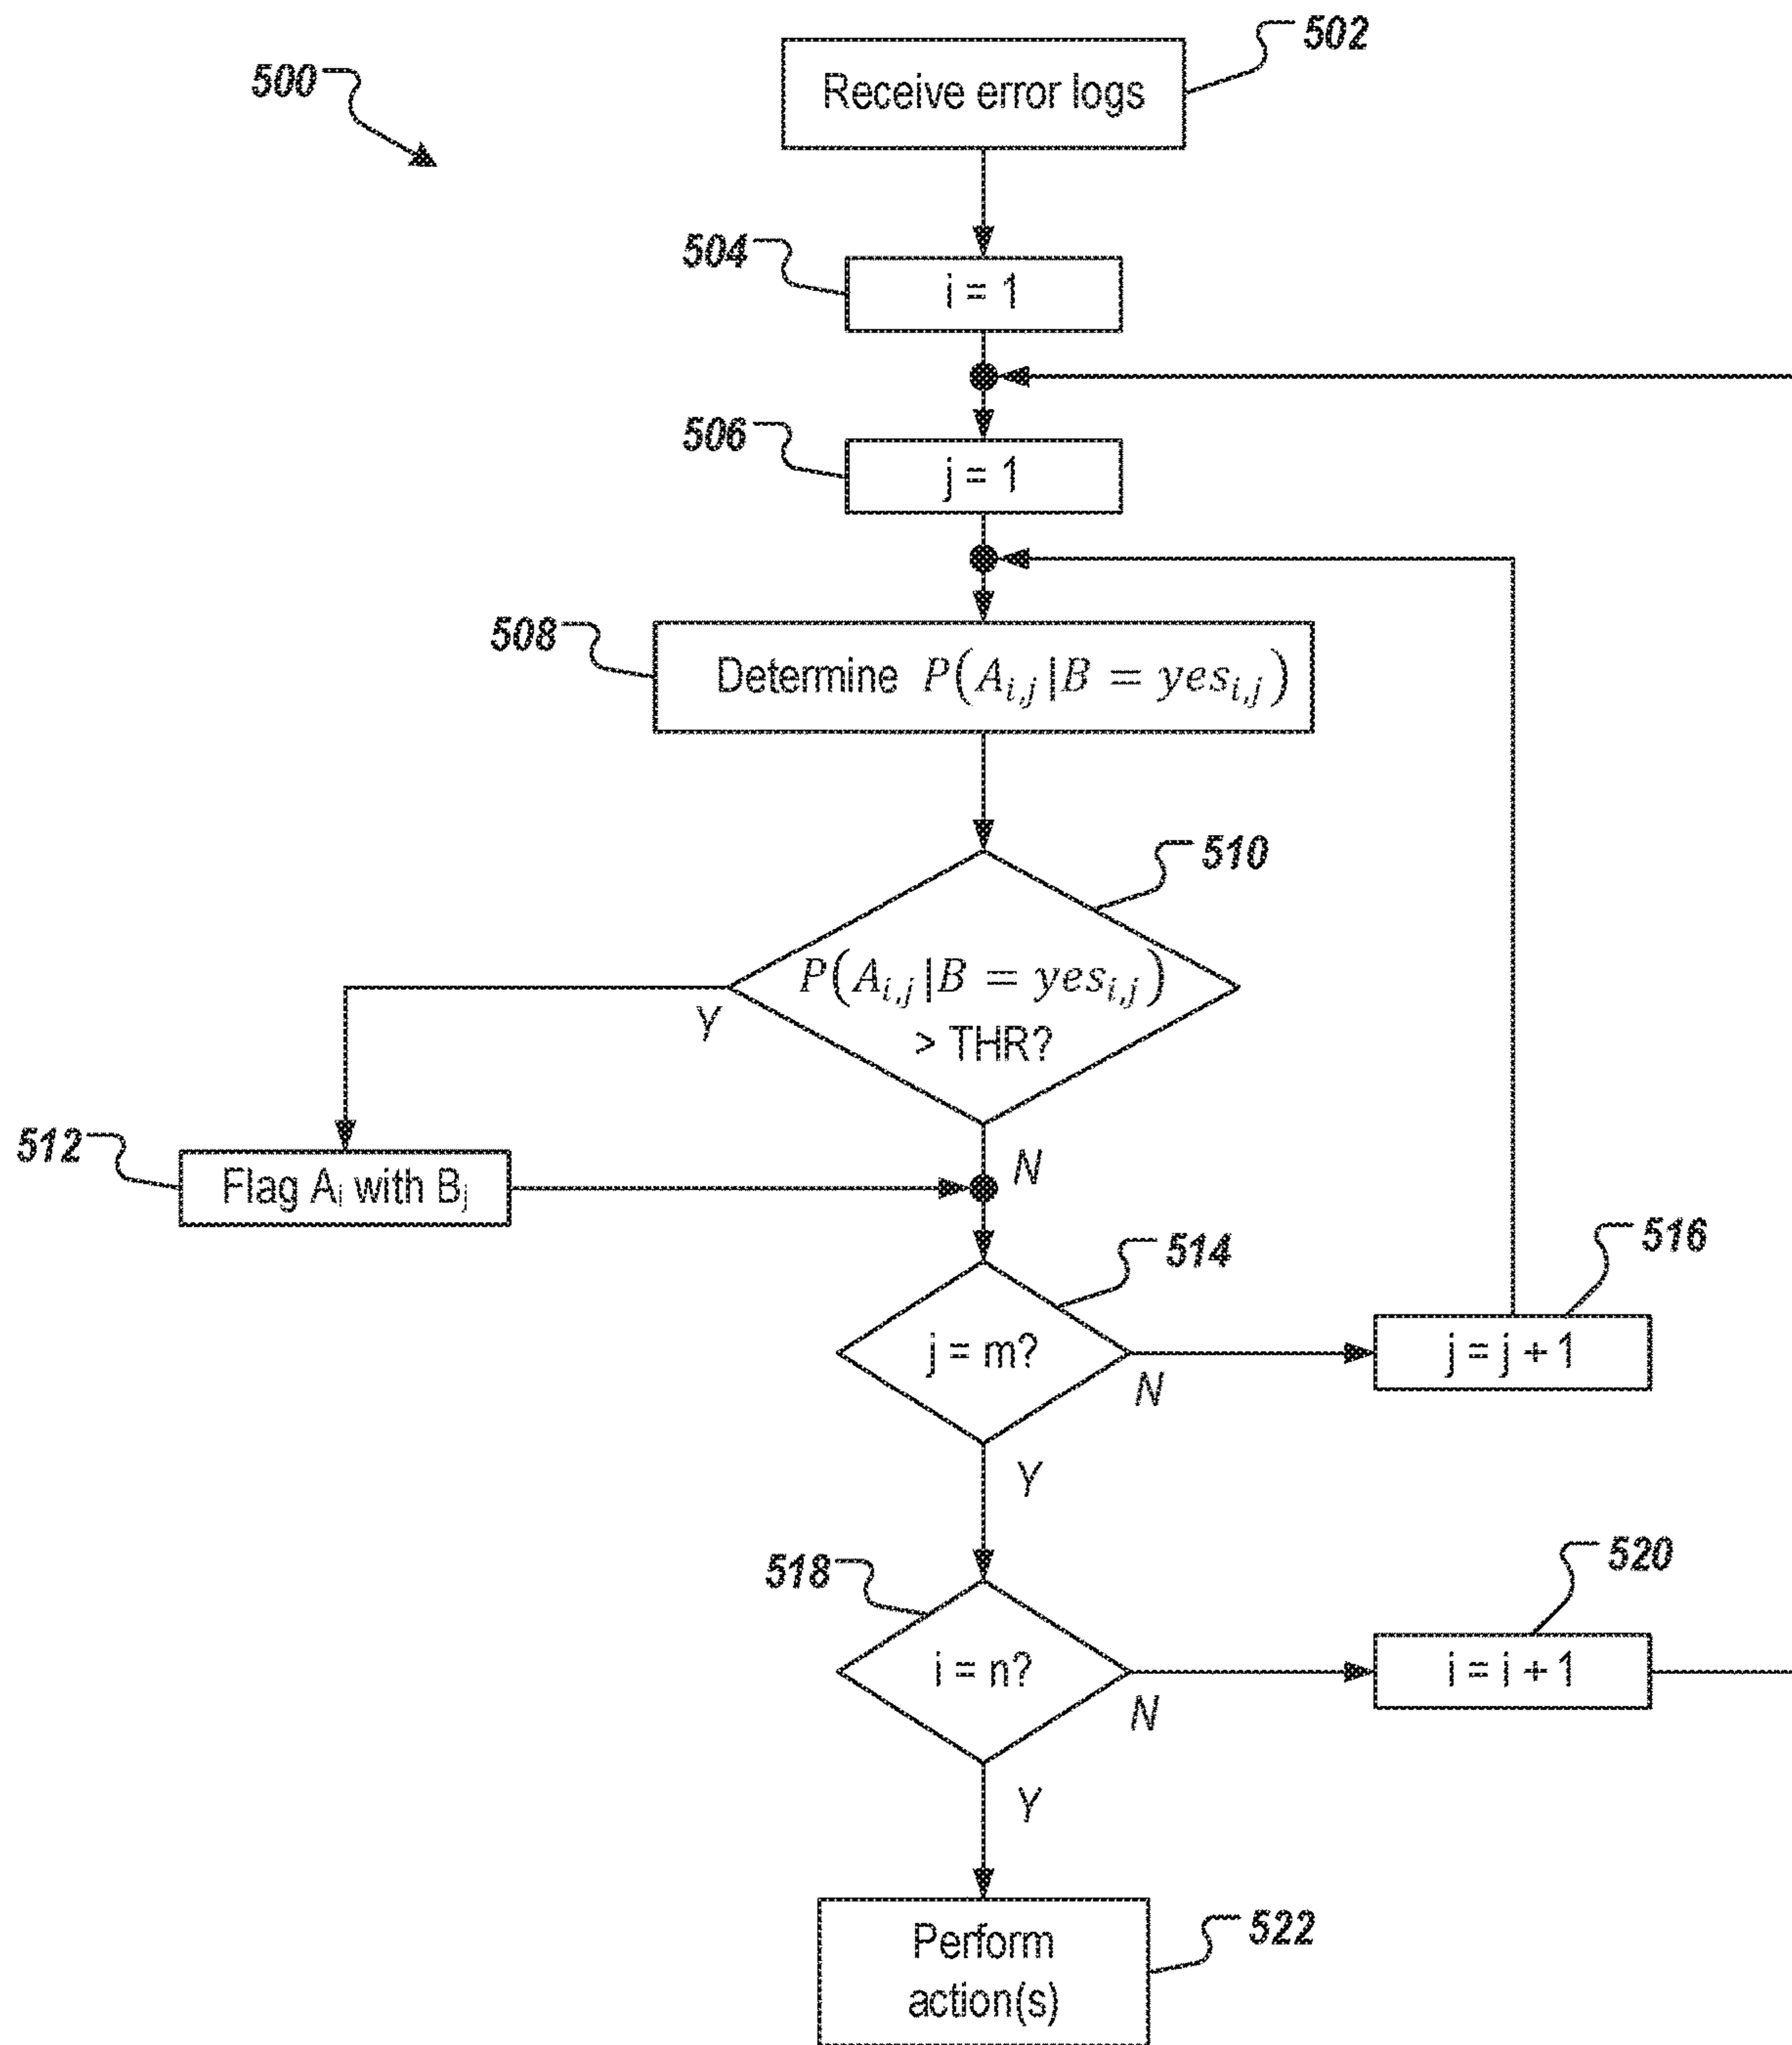 502
500
Receive error logs
504
i = 1
506
j = 1
508
Determine P(A_{i,j}|B = yes_{i,j})
510
P(A_{i,j}|B = yes_{i,j})
> THR?
Y
N
512
Flag A_i with B_j
514
516
j = m?
j = j + 1
N
Y
518
520
i = n?
i = i + 1
N
Y
522
Perform
action(s)